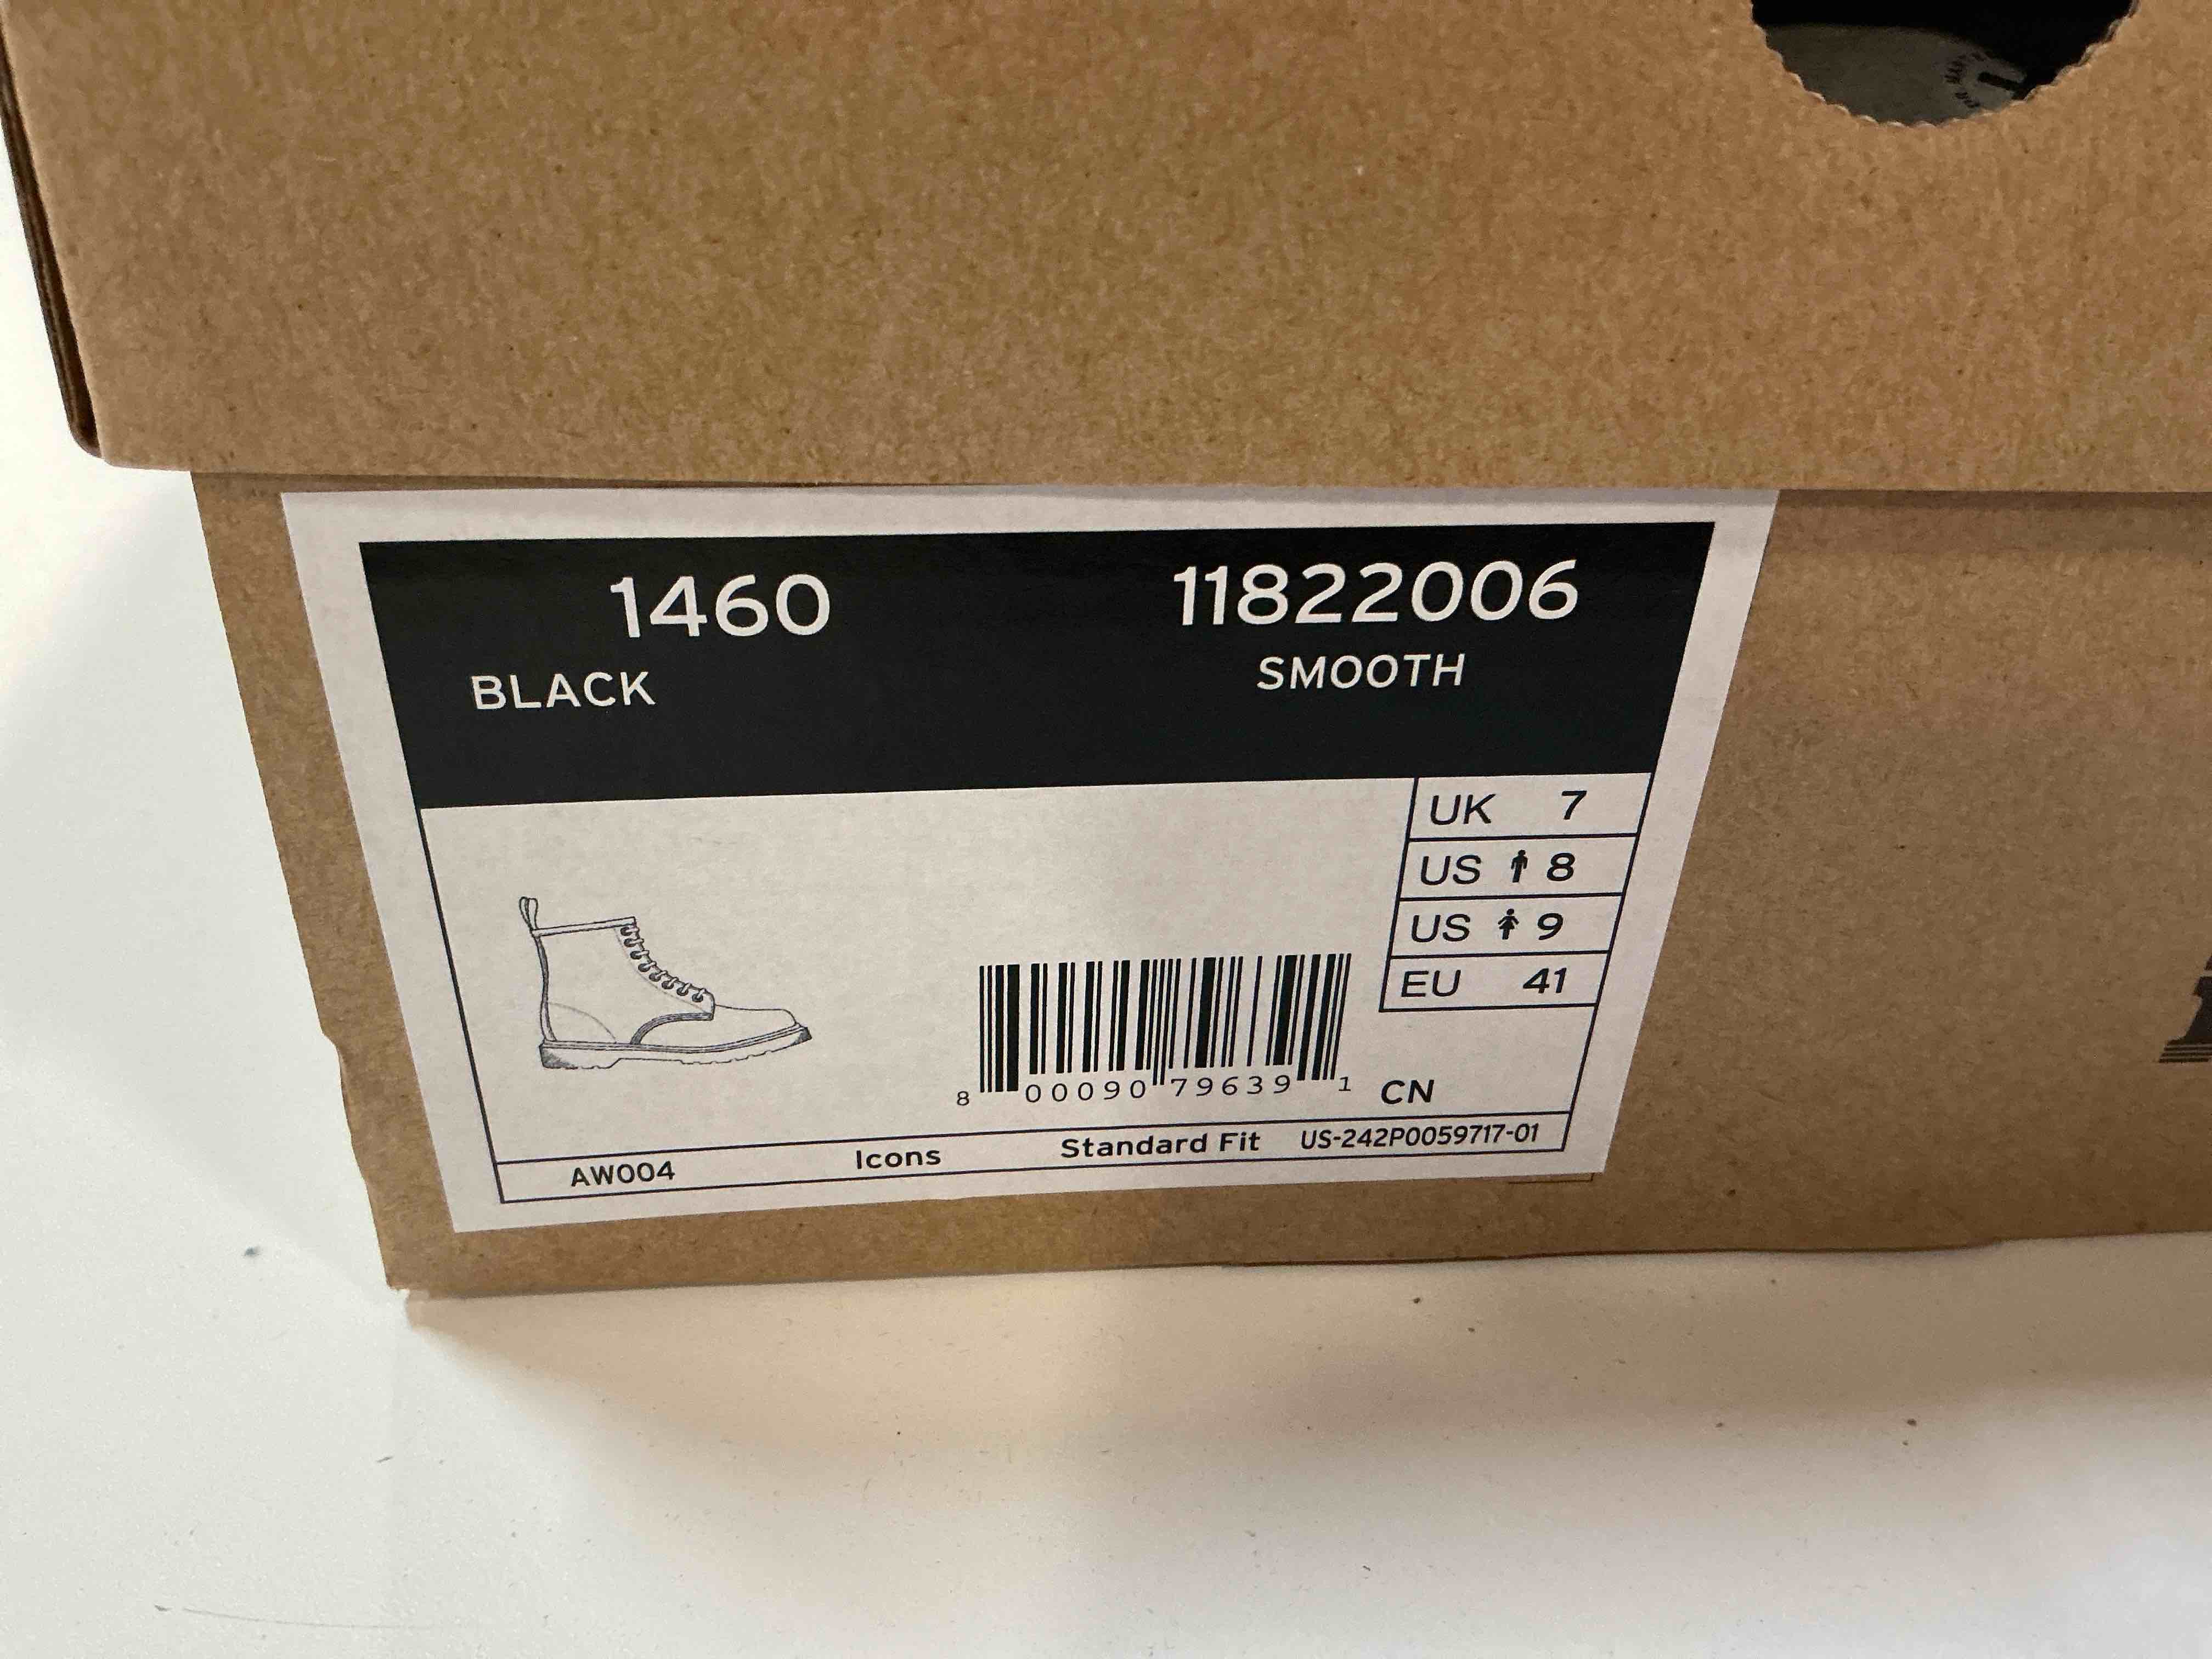 1460 11822006
BLACK SMOOTH
UK 7
US 8
US 9
EU 41
8 00090 79639 1 CN
AW004 Icons Standard Fit US-242P0059717-01